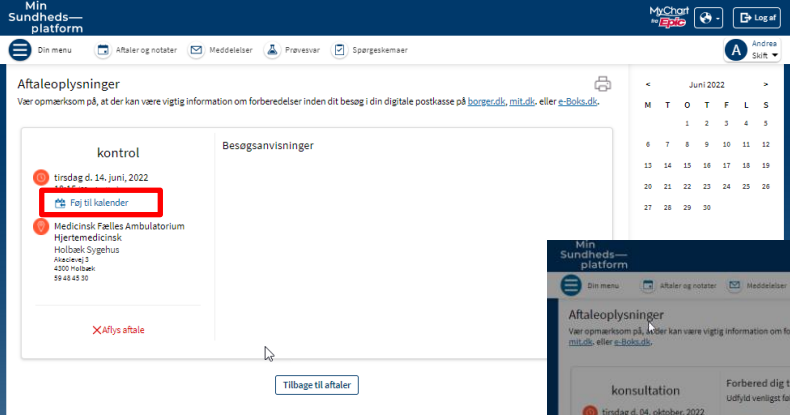 Min
Sundheds—
platform
MyChart
by Epic
Log af
Din menu
Aftaler og notater
Meddelelser
Prøvesvar
Spørgeskemaer
A
Andrea
Skift
Aftaleoplysninger
Vær opmærksom på, at der kan være vigtig information om forberedelser inden dit besøg i din digitale postkasse på borger.dk, mit.dk. eller e-Boks.dk.
kontrol
tirsdag d. 14. juni, 2022
Føj til kalender
Medicinsk Fælles Ambulatorium
Hjertemedicinsk
Holbæk Sygehus
Akacievej 3
4300 Holbæk
59 48 45 30
Aflys aftale
Besøgsanvisninger
Tilbage til aftaler
< Juni 2022 >
M T O T F L S
1 2 3 4 5
6 7 8 9 10 11 12
13 14 15 16 17 18 19
20 21 22 23 24 25 26
27 28 29 30
Min
Sundheds—
platform
Din menu
Aftaler og notater
Meddelelser
Aftaleoplysninger
Vær opmærksom på, at der kan være vigtig information om fo
mit.dk. eller e-Boks.dk.
konsultation
tirsdag d. 04. oktober, 2022
Forbered dig t
Udfyld venligst føl